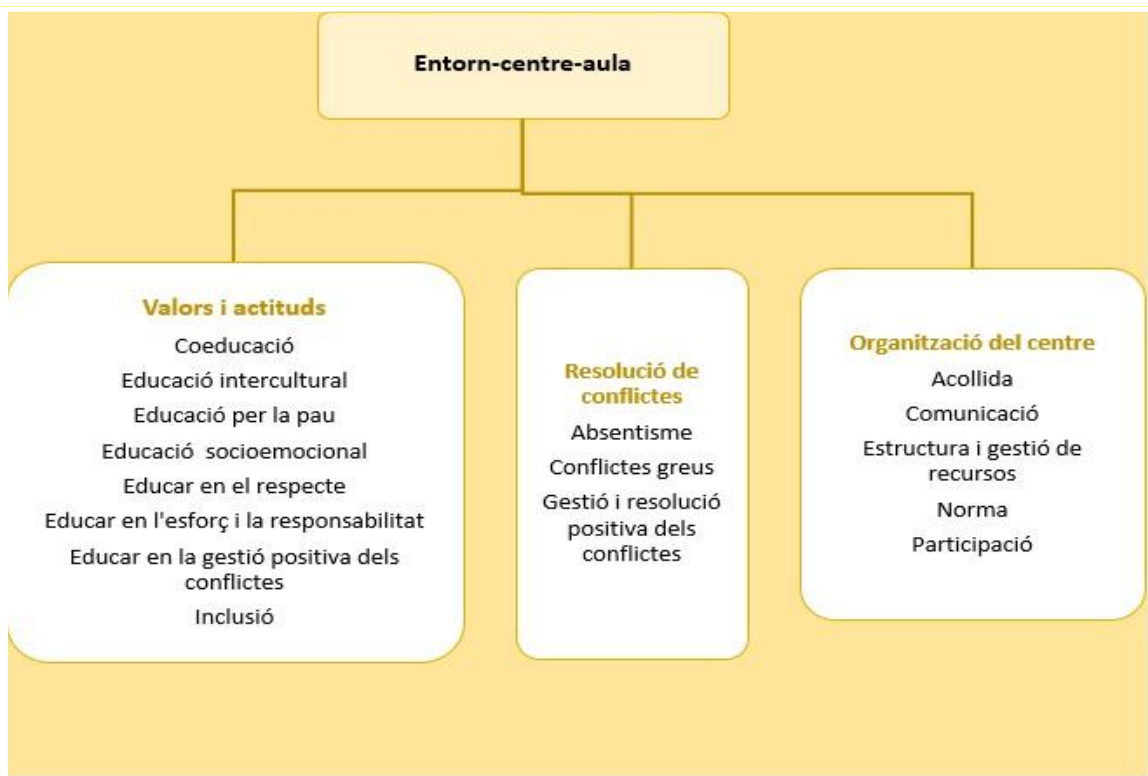 Entorn-centre-aula
Valors i actituds
Coeducació
Educació intercultural
Educació per la pau
Educació socioemocional
Educar en el respecte
Educar en l'esforç i la responsabilitat
Educar en la gestió positiva dels
conflictes
Inclusió
Resolució de
conflictes
Absentisme
Conflictes greus
Gestió i resolució
positiva dels
conflictes
Organització del centre
Acollida
Comunicació
Estructura i gestió de
recursos
Norma
Participació